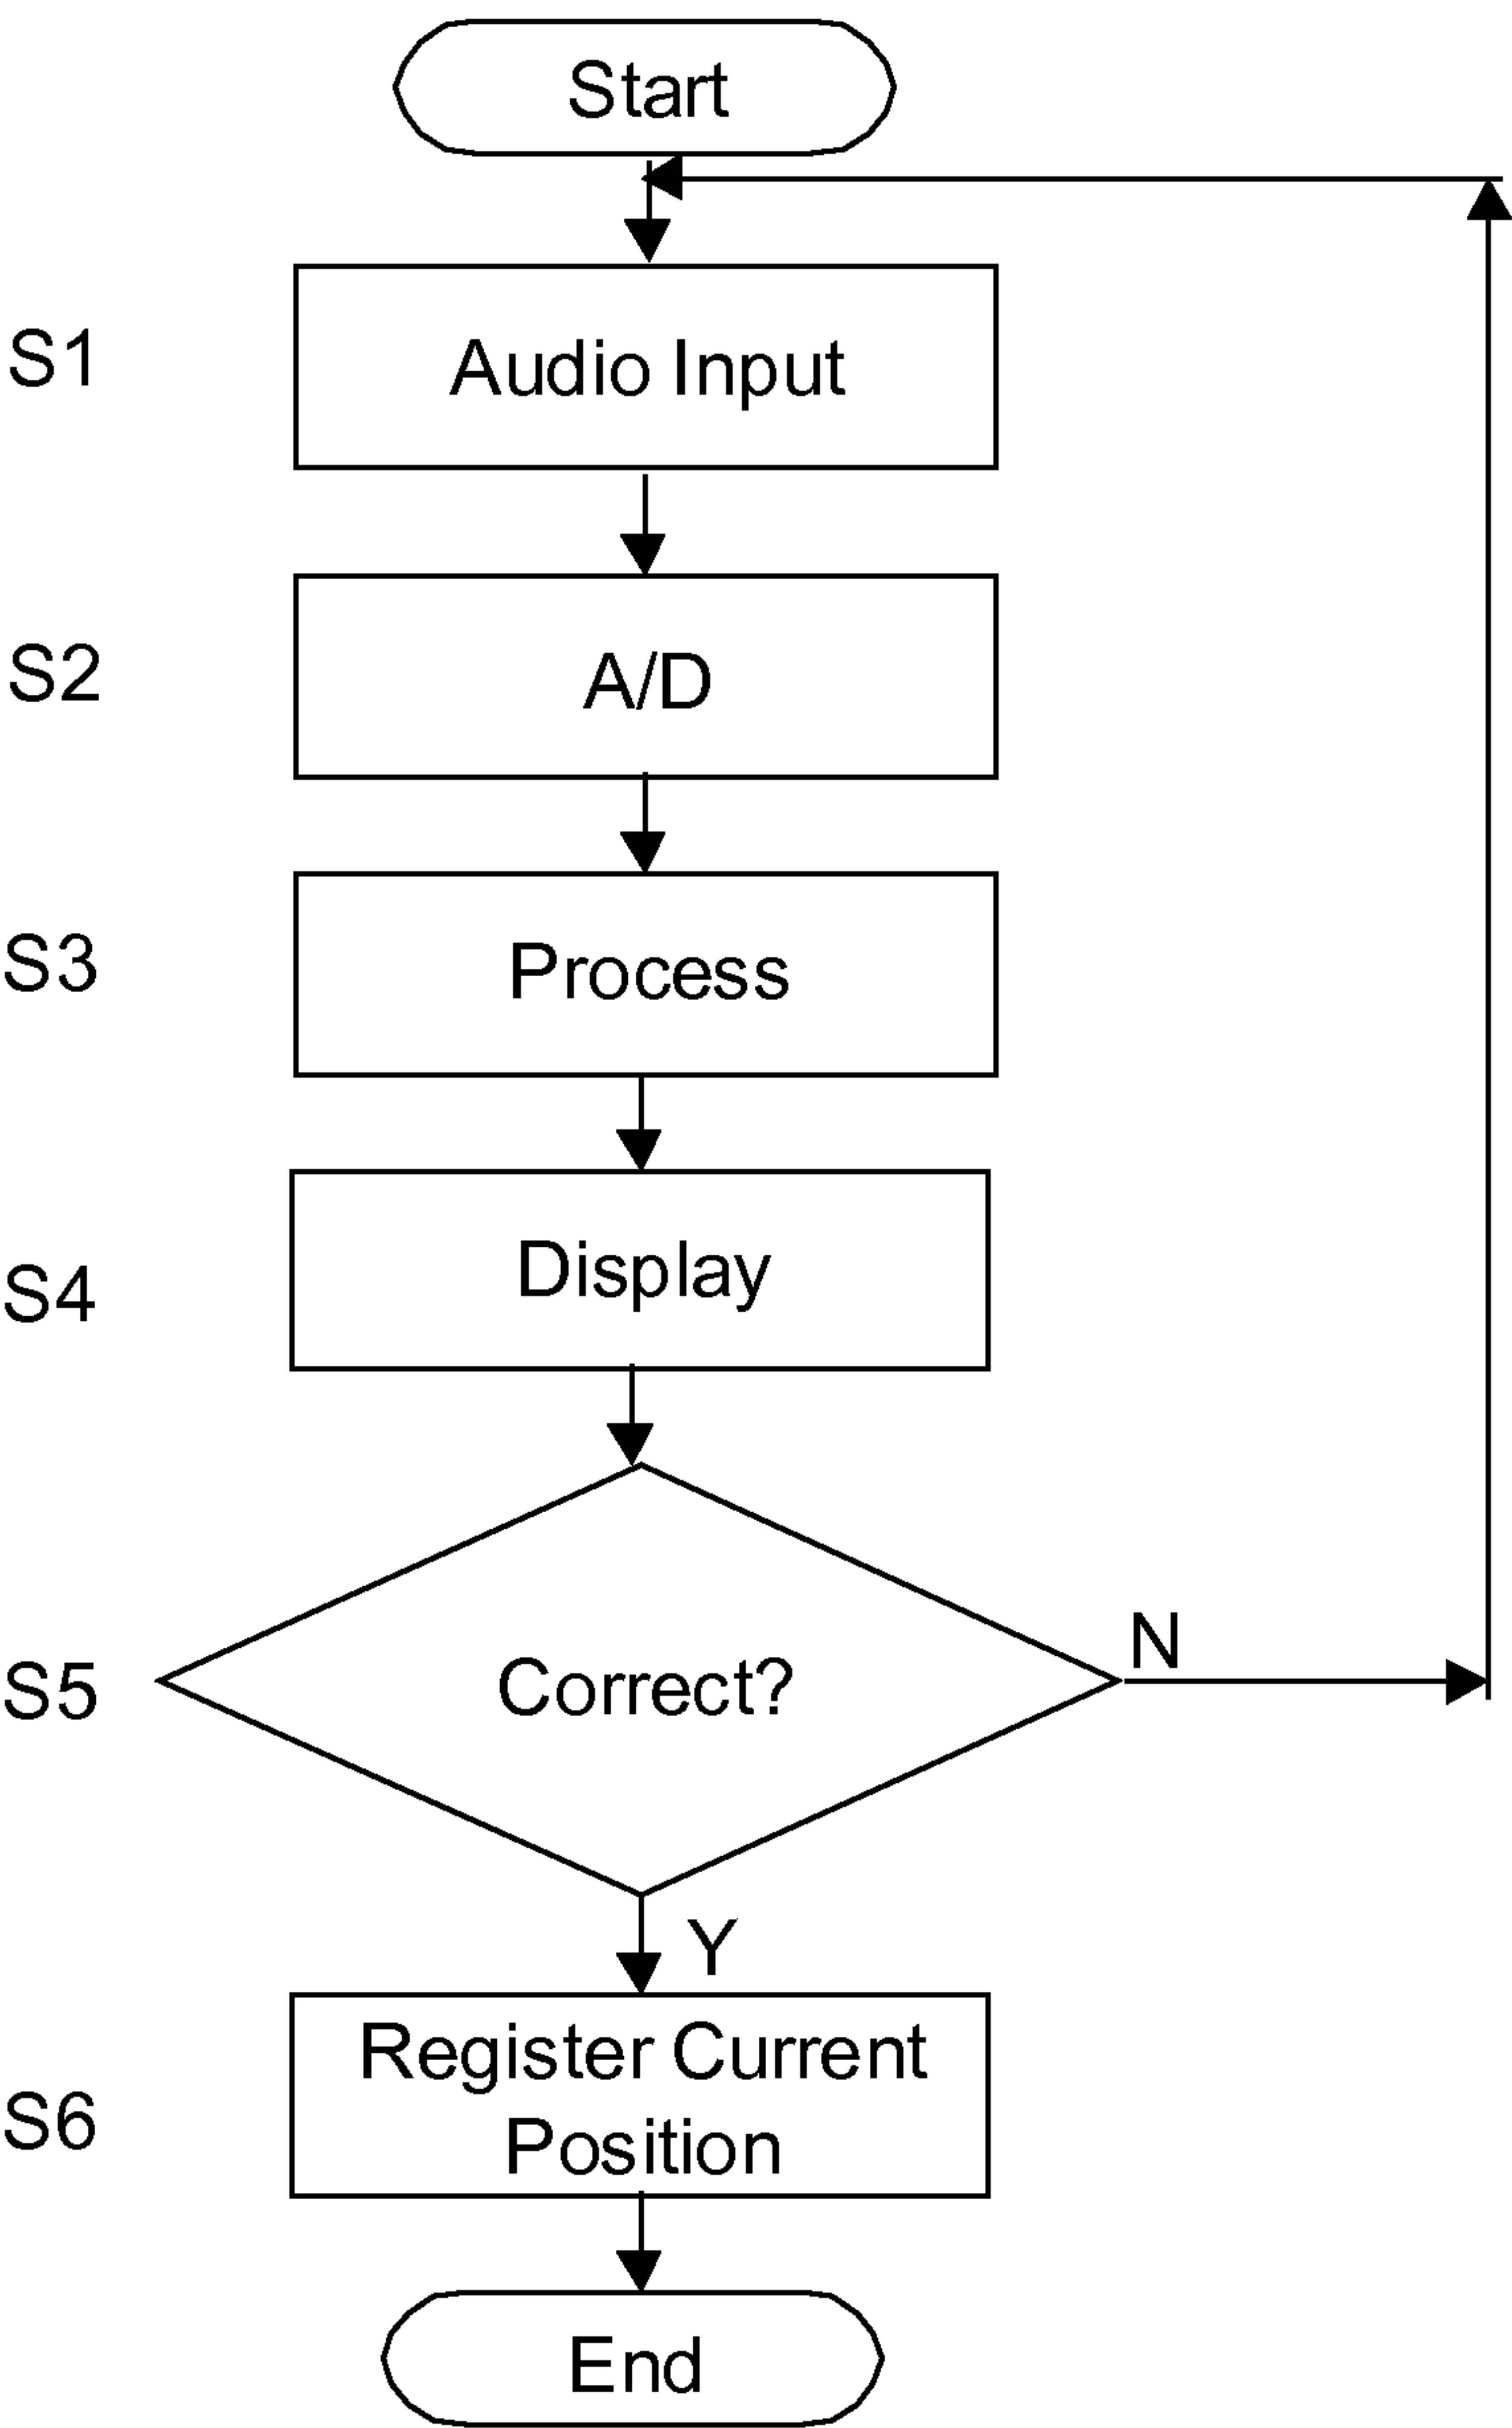 Start
S1
Audio Input
S2
A/D
S3
Process
S4
Display
S5
Correct?
N
Y
S6
Register Current
Position
End